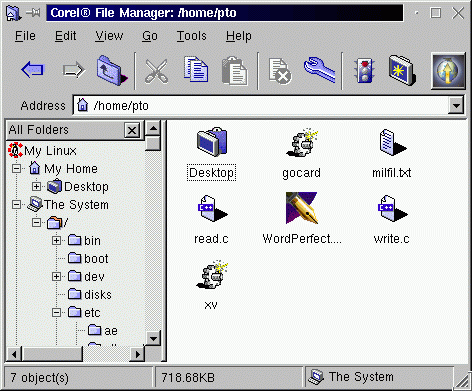 Corel® File Manager: /home/pto
File Edit View Go Tools Help
Address /home/pto
All Folders
My Linux
My Home
Desktop
The System
/
bin
boot
dev
disks
etc
ae
Desktop gocard milfil.txt
read.c WordPerfect.... write.c
xv
7 object(s) 718.68KB The System